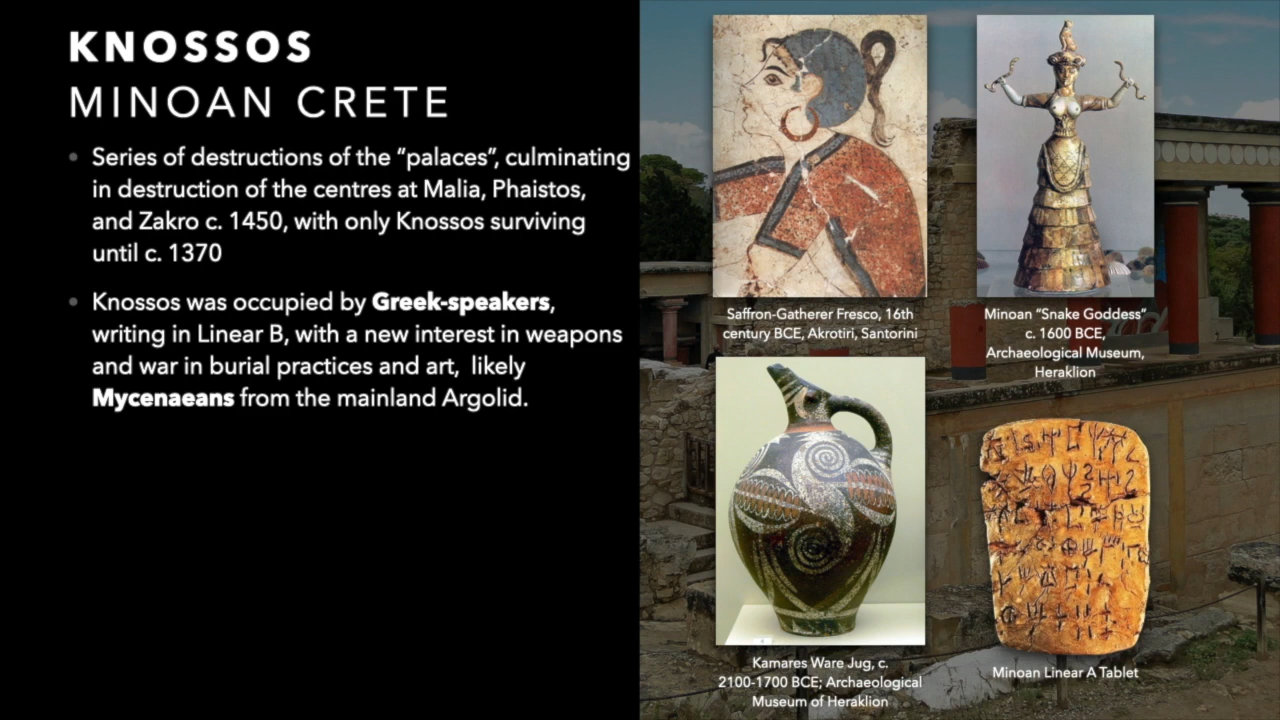 KNOSSOS
MINOAN CRETE
Series of destructions of the “palaces”, culminating
in destruction of the centres at Malia, Phaistos,
and Zakro c. 1450, with only Knossos surviving
until c. 1370
Knossos was occupied by Greek-speakers,
writing in Linear B, with a new interest in weapons
and war in burial practices and art, likely
Mycenaeans from the mainland Argolid.
Saffron-Gatherer Fresco, 16th
century BCE, Akrotiri, Santorini
Minoan “Snake Goddess”
c. 1600 BCE,
Archaeological Museum,
Heraklion
Kamares Ware Jug, c.
2100-1700 BCE; Archaeological
Museum of Heraklion
Minoan Linear A Tablet